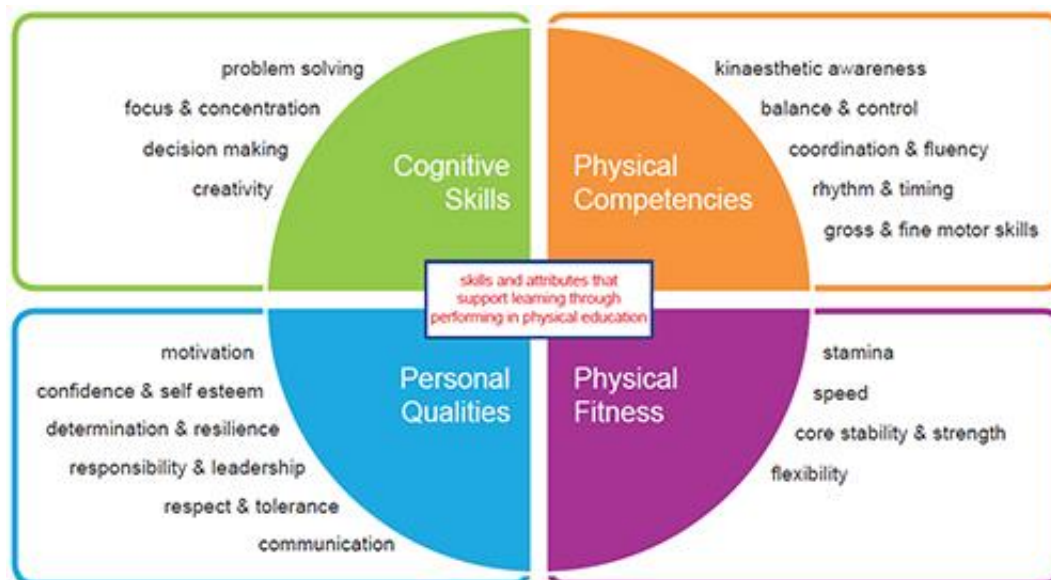 problem solving
focus & concentration
decision making
creativity
Cognitive
Skills
Physical
Competencies
kinaesthetic awareness
balance & control
coordination & fluency
rhythm & timing
gross & fine motor skills
skills and attributes that
support learning through
performing in physical education
motivation
confidence & self esteem
determination & resilience
responsibility & leadership
respect & tolerance
communication
Personal
Qualities
Physical
Fitness
stamina
speed
core stability & strength
flexibility